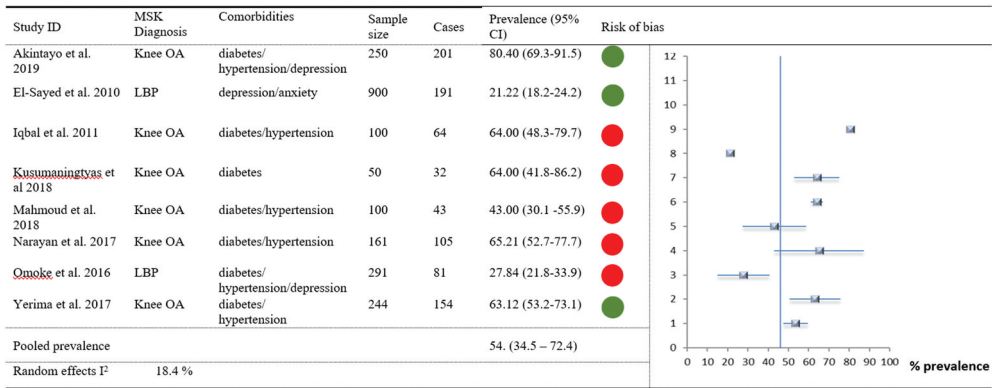 Study ID MSK Diagnosis Comorbidities Sample size Cases Prevalence (95% CI) Risk of bias
Akintayo et al. 2019 Knee OA diabetes/ hypertension/depression 250 201 80.40 (69.3-91.5)
El-Sayed et al. 2010 LBP depression/anxiety 900 191 21.22 (18.2-24.2)
Iqbal et al. 2011 Knee OA diabetes/hypertension 100 64 64.00 (48.3-79.7)
Kusumaningtyas et al 2018 Knee OA diabetes 50 32 64.00 (41.8-86.2)
Mahmoud et al. 2018 Knee OA diabetes/hypertension 100 43 43.00 (30.1 -55.9)
Narayan et al. 2017 Knee OA diabetes/hypertension 161 105 65.21 (52.7-77.7)
Omoke et al. 2016 LBP diabetes/ hypertension/depression 291 81 27.84 (21.8-33.9)
Yerima et al. 2017 Knee OA diabetes/ hypertension 244 154 63.12 (53.2-73.1)
Pooled prevalence 54. (34.5 – 72.4)
Random effects I2 18.4 %
12
11
10
9
8
7
6
5
4
3
2
1
0 10 20 30 40 50 60 70 80 90 100
% prevalence